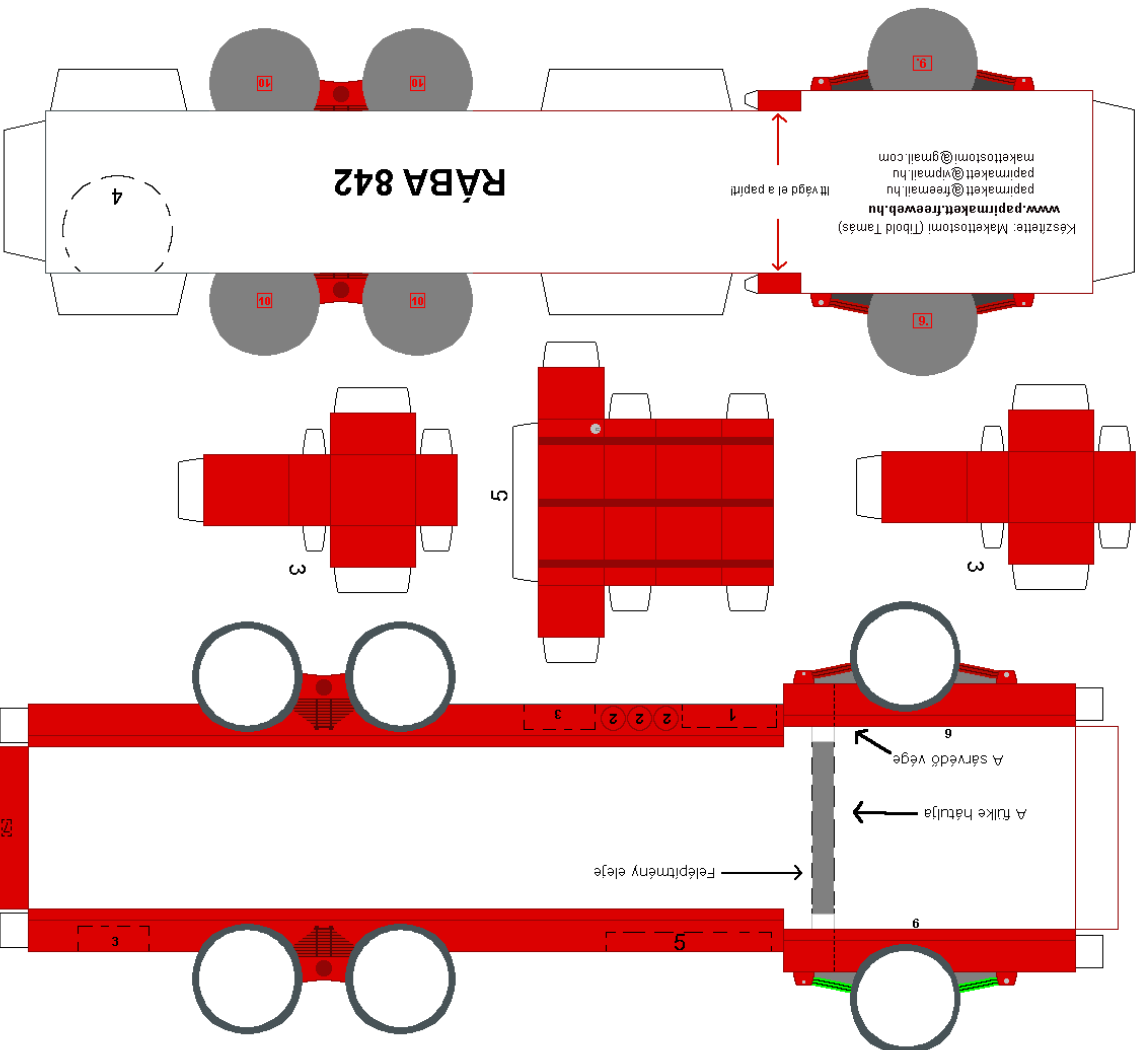 10
10
9.
4
RÁBA 842
Itt vágd el a papírt!
Készítette: Makettostomi (Tibold Tamás)
www.papirmakett.freeweb.hu
papirmakett@freemail.hu
papirmakett@vipmail.hu
makettostomi@gmail.com
10
10
9.
3
5
3
3
2
2
2
1
6
A sárvédő vége
A fülke hátulja
Felépítmény eleje
6
3
5